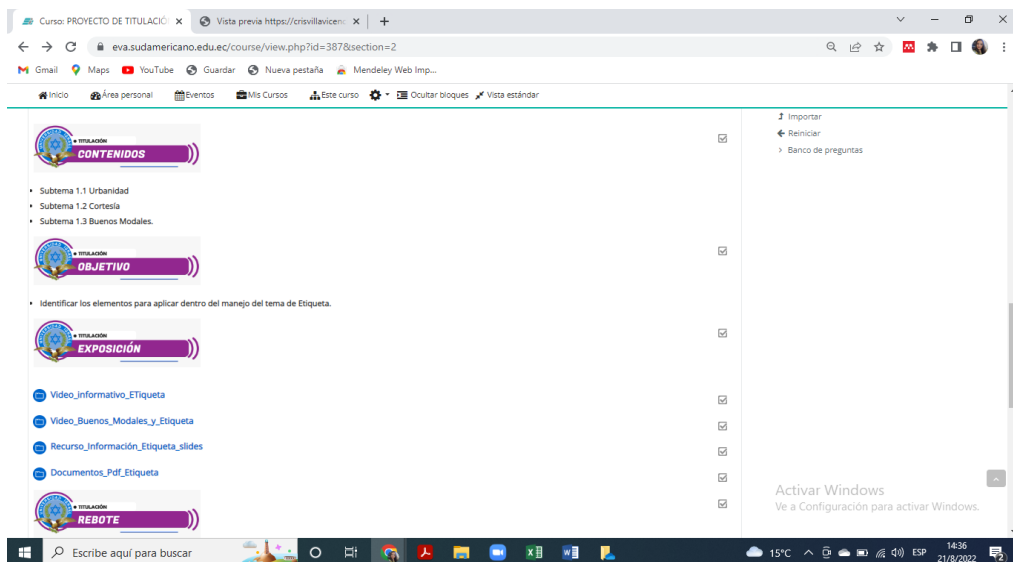 Curso: PROYECTO DE TITULACIÓ
Vista previa https://crisvillavicenc
eva.sudamericano.edu.ec/course/view.php?id=387&section=2
Gmail Maps YouTube Guardar Nueva pestaña Mendeley Web Imp...
Inicio Área personal Eventos Mis Cursos Este curso Ocultar bloques Vista estándar
Importar
Reiniciar
Banco de preguntas
TITULACIÓN
CONTENIDOS
Subtema 1.1 Urbanidad
Subtema 1.2 Cortesía
Subtema 1.3 Buenos Modales.
TITULACIÓN
OBJETIVO
Identificar los elementos para aplicar dentro del manejo del tema de Etiqueta.
TITULACIÓN
EXPOSICIÓN
Video_informativo_ETiqueta
Video_Buenos_Modales_y_Etiqueta
Recurso_Información_Etiqueta_slides
Documentos_Pdf_Etiqueta
TITULACIÓN
REBOTE
Activar Windows
Ve a Configuración para activar Windows.
Escribe aquí para buscar
15°C
ESP
14:36
21/8/2022